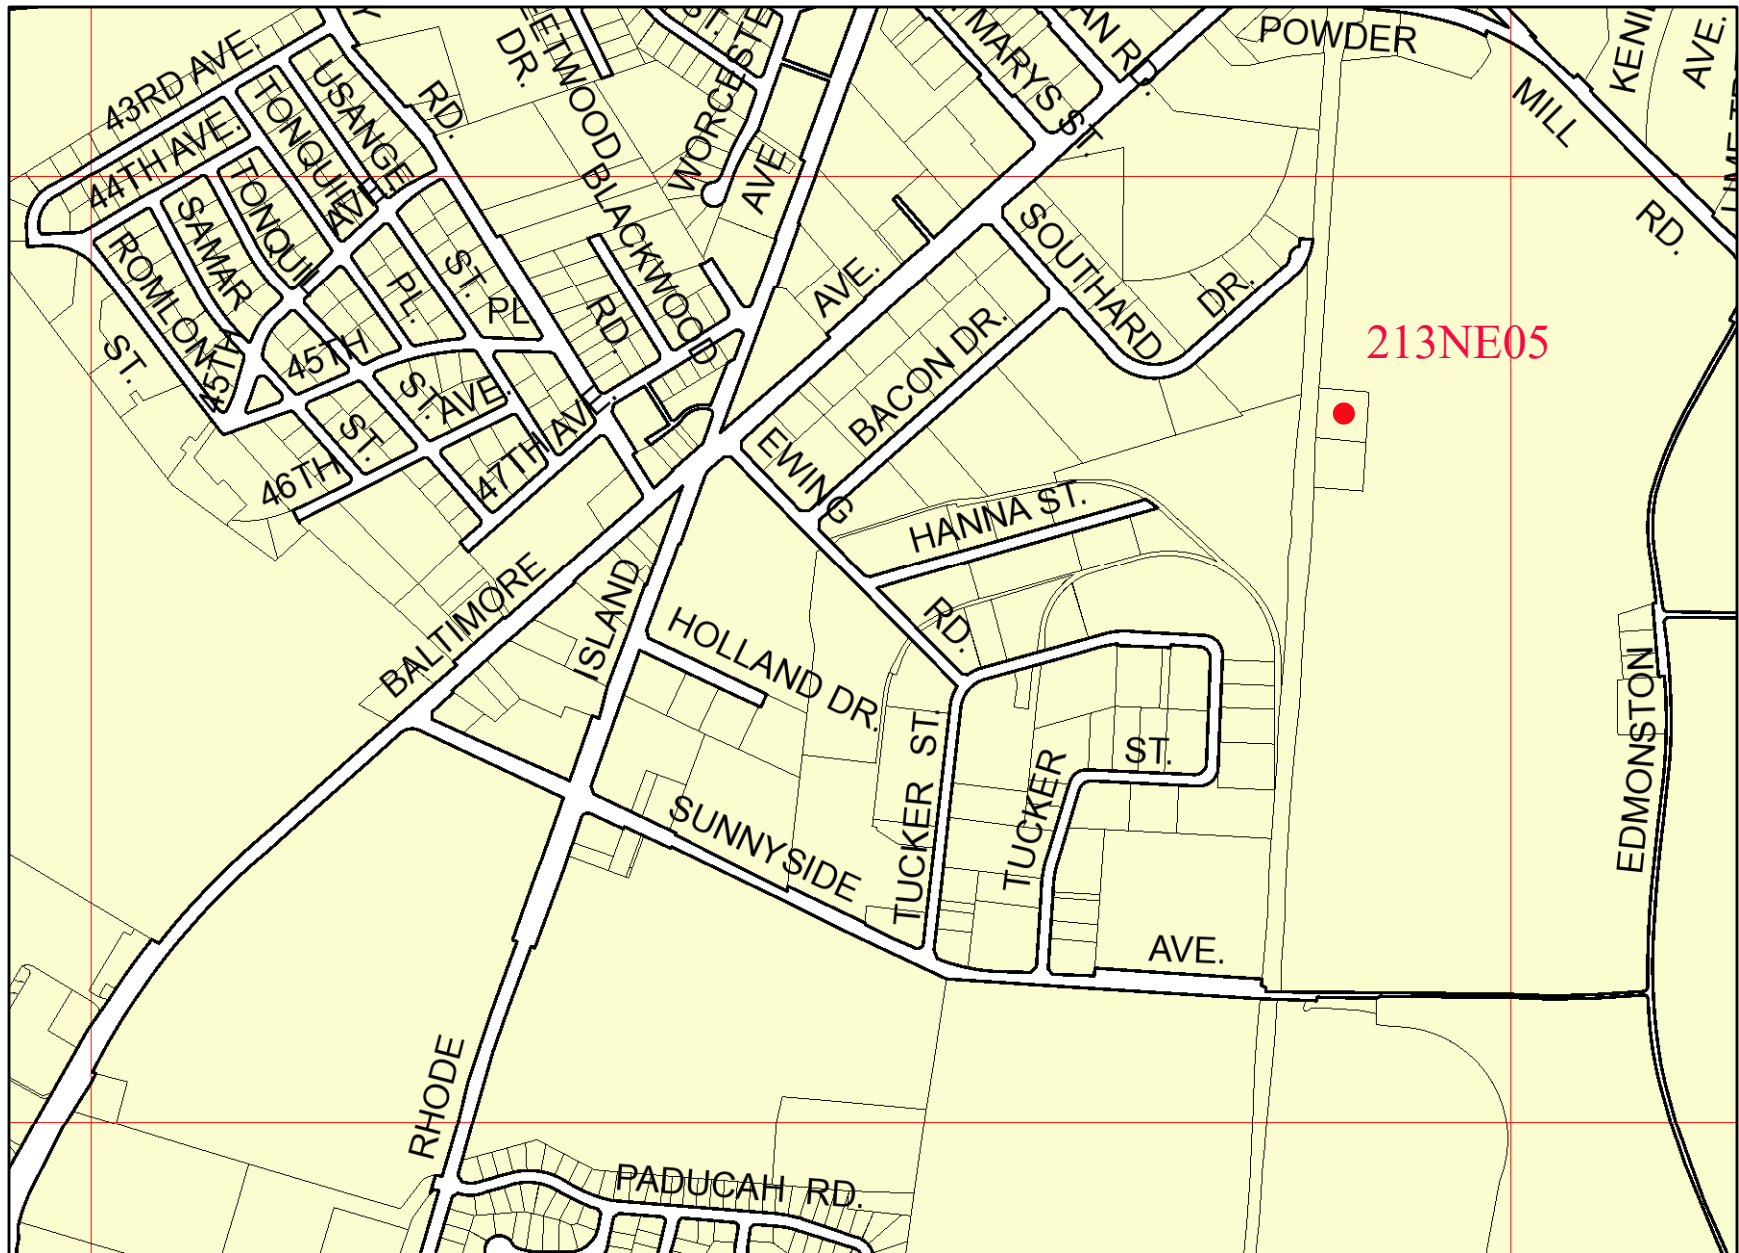 43RD AVE.
44TH AVE.
USANGE
ST.
TONQUIL
PL.
AVE.
TONQUIL
SAMAR
ROMLON
ST.
45TH
45TH
PL
ST.
AVE.
ST.
46TH
47TH AVE.
RD.
DR.
BLACKWOOD
RD.
ST.
AVE
MARYS ST.
RD.
POWDER
MILL
RD.
AVE.
SOUTHARD
DR.
AVE.
BACON DR.
213NE05
EWING
RD.
HANNA ST.
BALTIMORE
ISLAND
HOLLAND DR.
TUCKER ST.
TUCKER
ST.
SUNNYSIDE
AVE.
EDMONSTON
RHODE
PADUCAH RD.